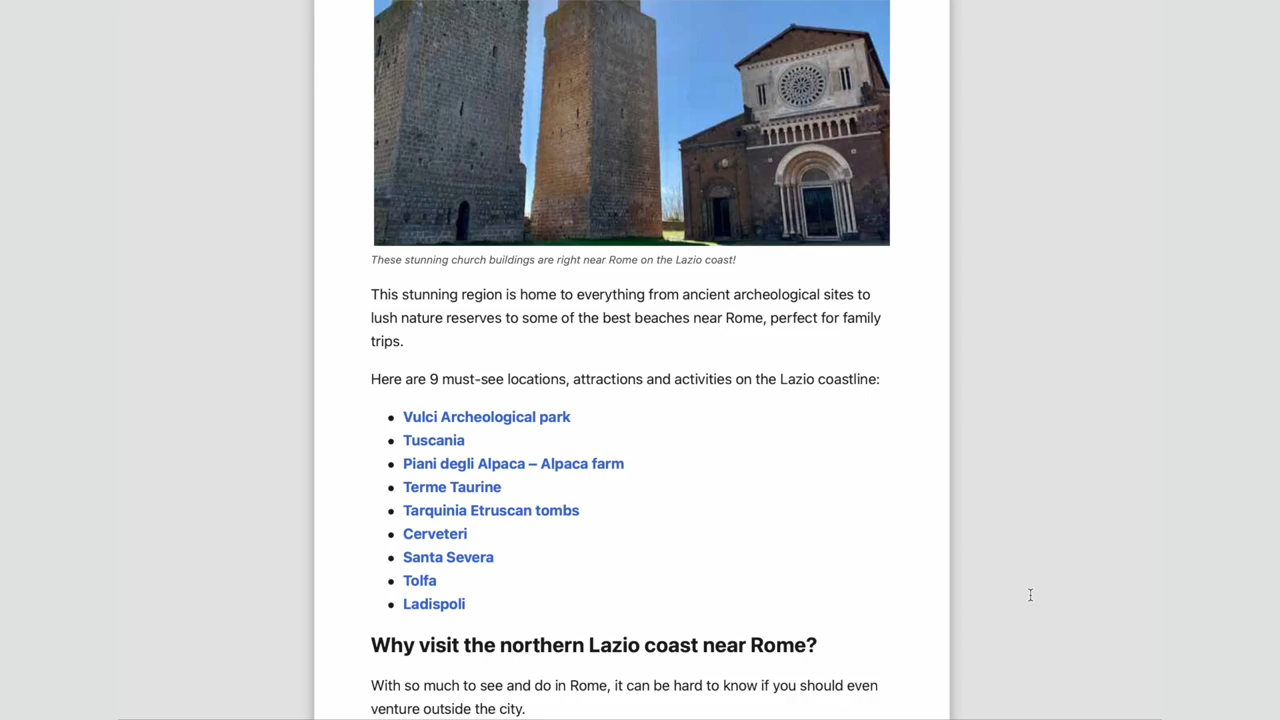 These stunning church buildings are right near Rome on the Lazio coast!
This stunning region is home to everything from ancient archeological sites to
lush nature reserves to some of the best beaches near Rome, perfect for family
trips.
Here are 9 must-see locations, attractions and activities on the Lazio coastline:
• Vulci Archeological park
• Tuscania
• Piani degli Alpaca – Alpaca farm
• Terme Taurine
• Tarquinia Etruscan tombs
• Cerveteri
• Santa Severa
• Tolfa
• Ladispoli
Why visit the northern Lazio coast near Rome?
With so much to see and do in Rome, it can be hard to know if you should even
venture outside the city.